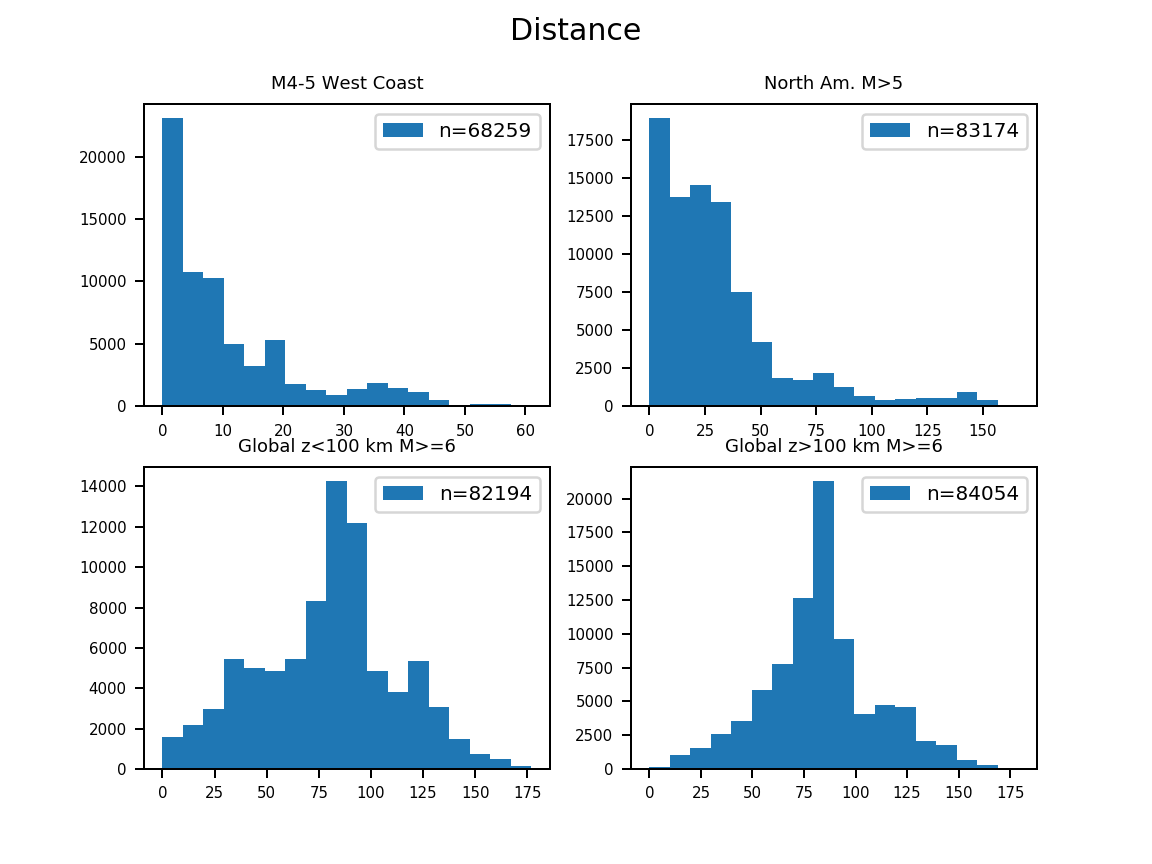 Distance
M4-5 West Coast
n=68259
20000
15000
10000
5000
0
0 10 20 30 40 50 60
North Am. M>5
n=83174
17500
15000
12500
10000
7500
5000
2500
0
0 25 50 75 100 125 150
Global z<100 km M>=6
n=82194
14000
12000
10000
8000
6000
4000
2000
0
0 25 50 75 100 125 150 175
Global z>100 km M>=6
n=84054
20000
17500
15000
12500
10000
7500
5000
2500
0
0 25 50 75 100 125 150 175